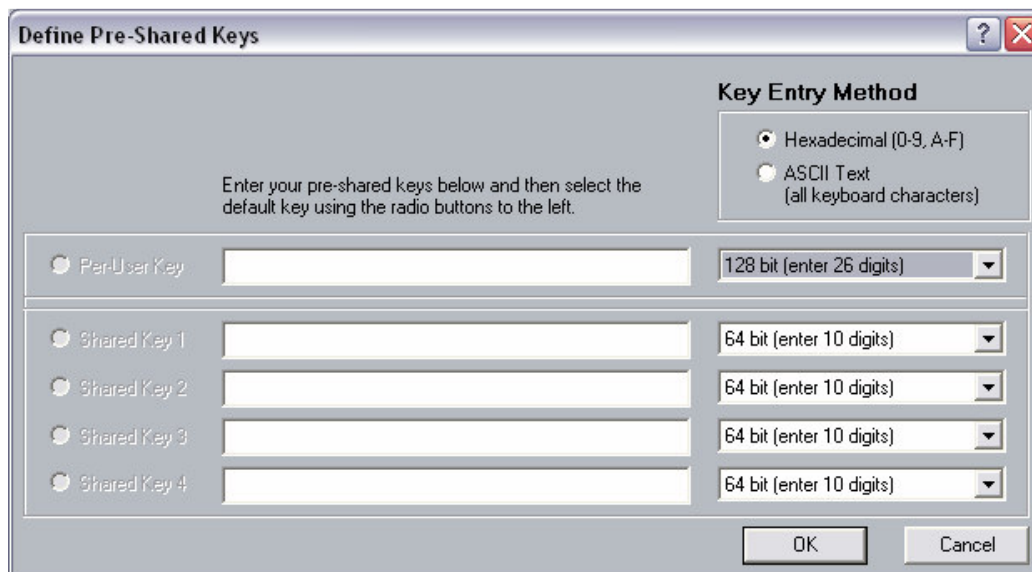 Define Pre-Shared Keys
?
Key Entry Method
Hexadecimal (0-9, A-F)
ASCII Text
(all keyboard characters)
Enter your pre-shared keys below and then select the
default key using the radio buttons to the left.
Per-User Key
128 bit (enter 26 digits)
Shared Key 1
64 bit (enter 10 digits)
Shared Key 2
64 bit (enter 10 digits)
Shared Key 3
64 bit (enter 10 digits)
Shared Key 4
64 bit (enter 10 digits)
OK
Cancel